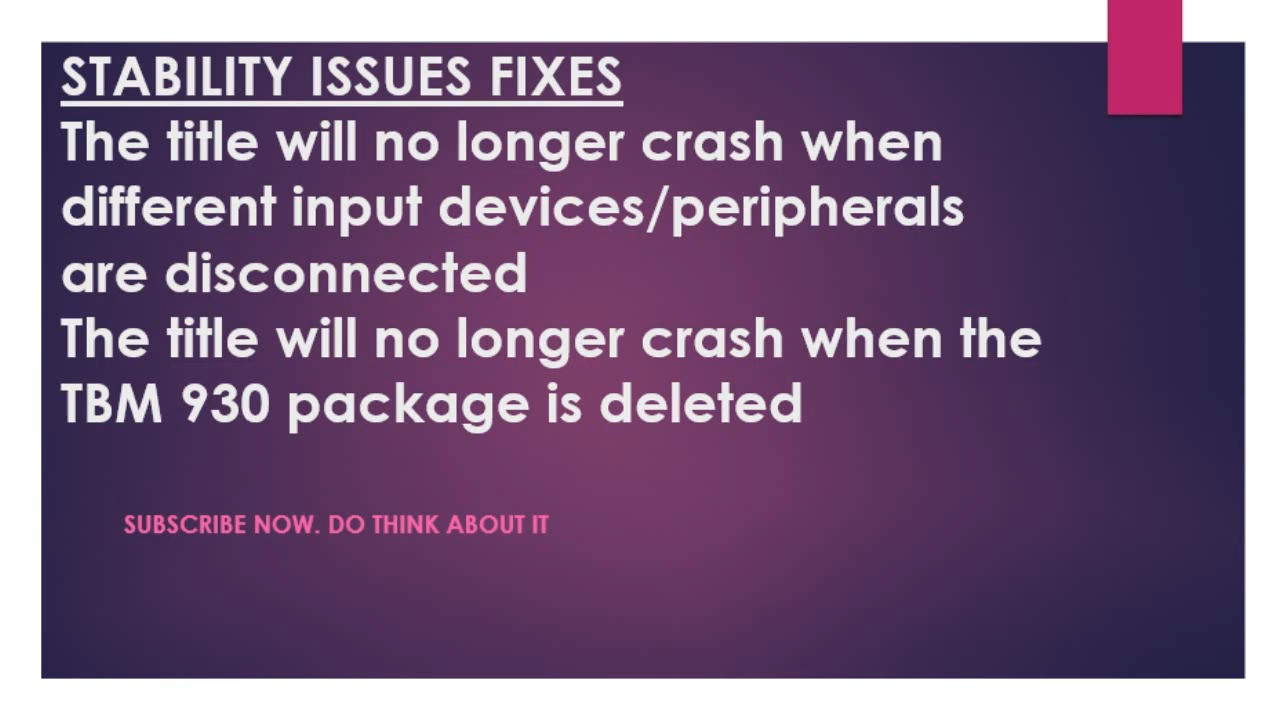 STABILITY ISSUES FIXES
The title will no longer crash when
different input devices/peripherals
are disconnected
The title will no longer crash when the
TBM 930 package is deleted
SUBSCRIBE NOW. DO THINK ABOUT IT